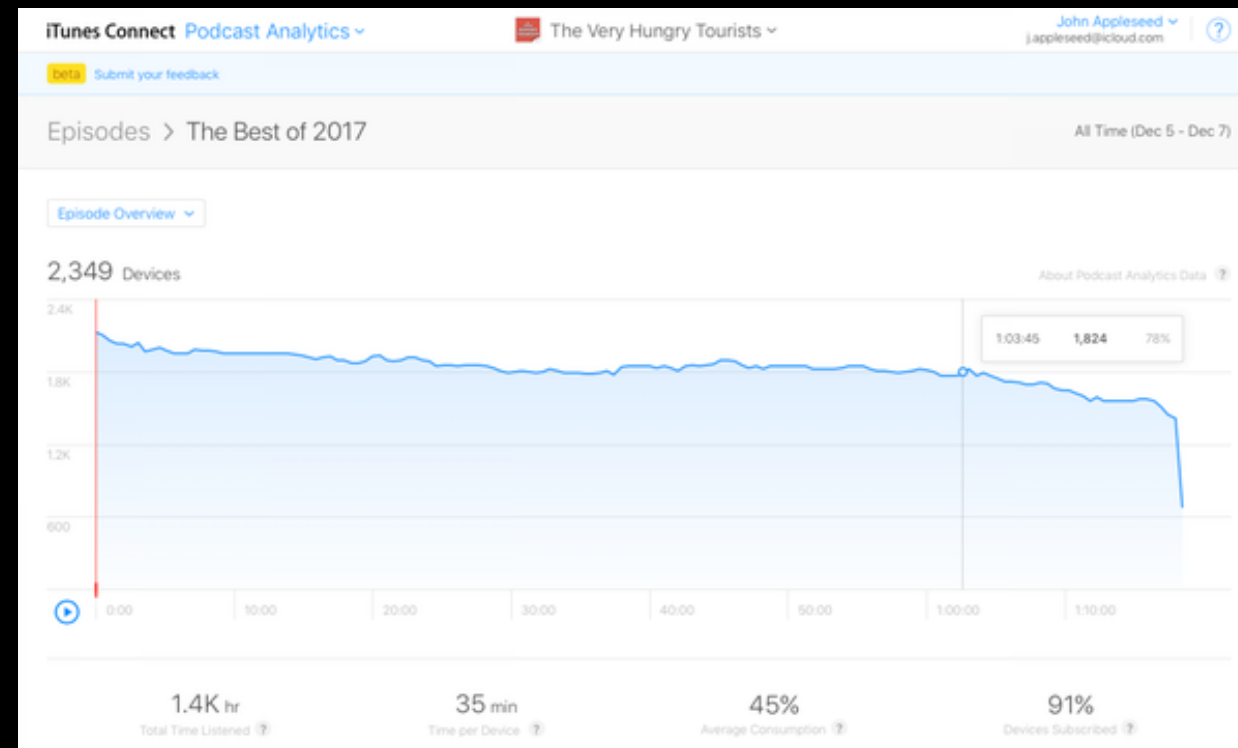 iTunes Connect Podcast Analytics
The Very Hungry Tourists
John Appleseed
j.appleseed@icloud.com
?
beta Submit your feedback
Episodes > The Best of 2017
All Time (Dec 5 - Dec 7)
Episode Overview
2,349 Devices
About Podcast Analytics Data ?
2.4K
1:03:45 1,824 78%
1.8K
1.2K
600
0:00 10:00 20:00 30:00 40:00 50:00 1:00:00 1:10:00
1.4K hr 35 min 45% 91%
Total Time Listened ? Time per Device ? Average Consumption ? Devices Subscribed ?